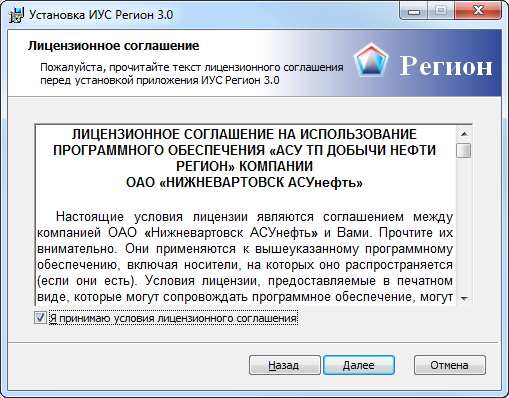 Установка ИУС Регион 3.0
Лицензионное соглашение
Пожалуйста, прочитайте текст лицензионного соглашения
перед установкой приложения ИУС Регион 3.0
Регион
ЛИЦЕНЗИОННОЕ СОГЛАШЕНИЕ НА ИСПОЛЬЗОВАНИЕ
ПРОГРАММНОГО ОБЕСПЕЧЕНИЯ «АСУ ТП ДОБЫЧИ НЕФТИ
РЕГИОН» КОМПАНИИ
ОАО «НИЖНЕВАРТОВСК АСУнефть»
Настоящие условия лицензии являются соглашением между
компанией ОАО «Нижневартовск АСУнефть» и Вами. Прочтите их
внимательно. Они применяются к вышеуказанному программному
обеспечению, включая носители, на которых оно распространяется
(если они есть). Условия лицензии, предоставляемые в печатном
виде, которые могут сопровождать программное обеспечение, могут
Я принимаю условия лицензионного соглашения
Назад
Далее
Отмена